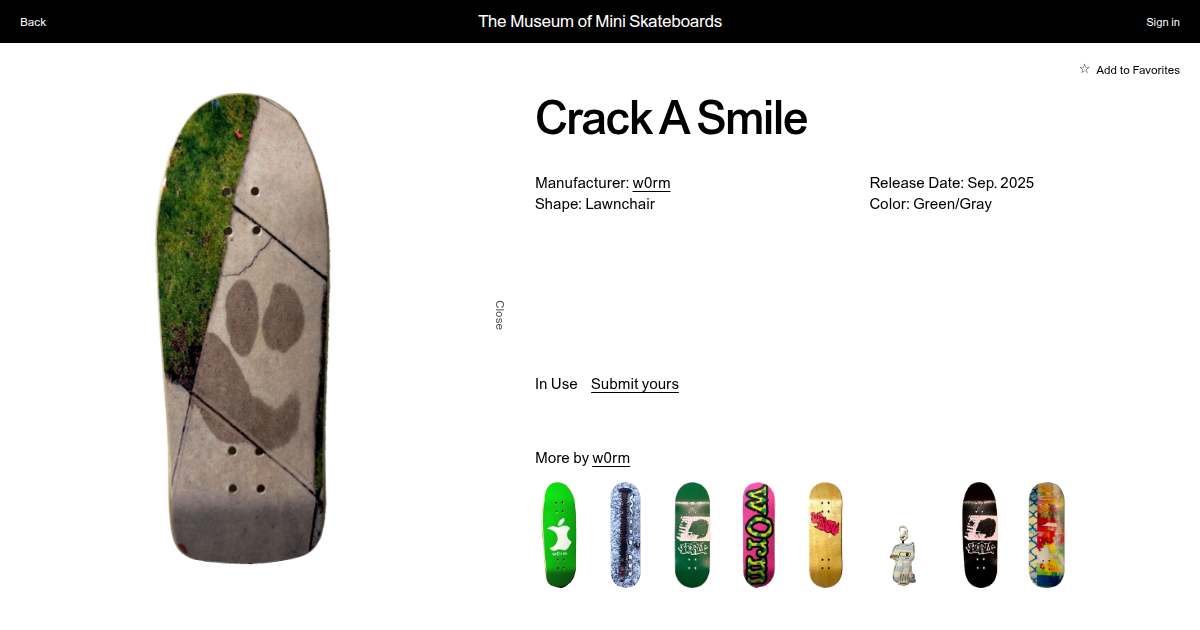 Back
The Museum of Mini Skateboards
Sign in
☆ Add to Favorites
Crack A Smile
Manufacturer: w0rm
Shape: Lawnchair
Release Date: Sep. 2025
Color: Green/Gray
Close
In Use Submit yours
More by w0rm
w0rm